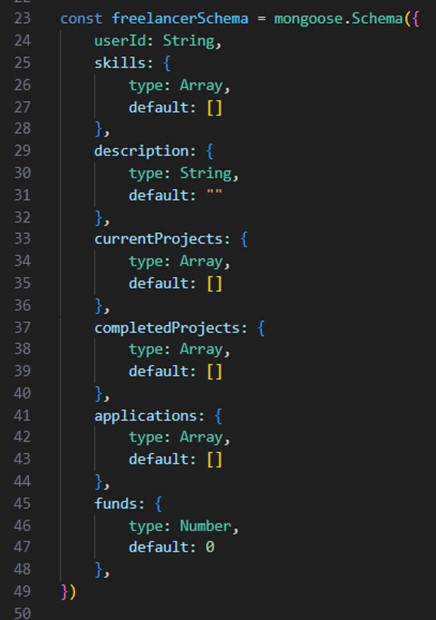 23 const freelancerSchema = mongoose.Schema({
24     userId: String,
25     skills: {
26         type: Array,
27         default: []
28     },
29     description: {
30         type: String,
31         default: ""
32     },
33     currentProjects: {
34         type: Array,
35         default: []
36     },
37     completedProjects: {
38         type: Array,
39         default: []
40     },
41     applications: {
42         type: Array,
43         default: []
44     },
45     funds: {
46         type: Number,
47         default: 0
48     },
49 })
50